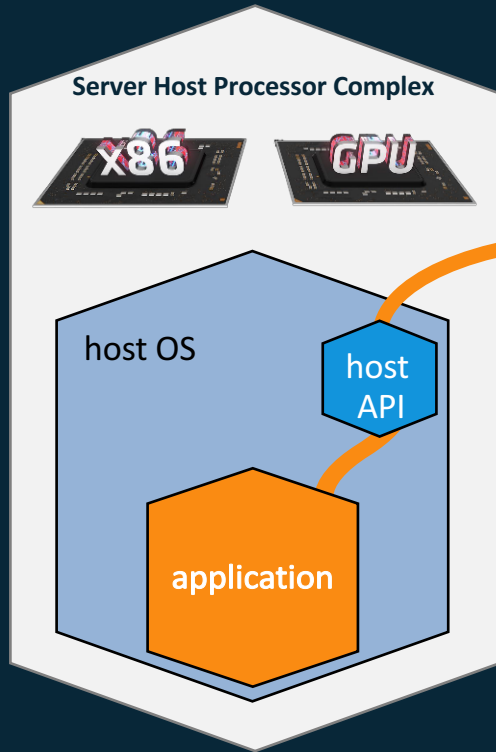 Server Host Processor Complex
x86
GPU
host OS
host
API
application